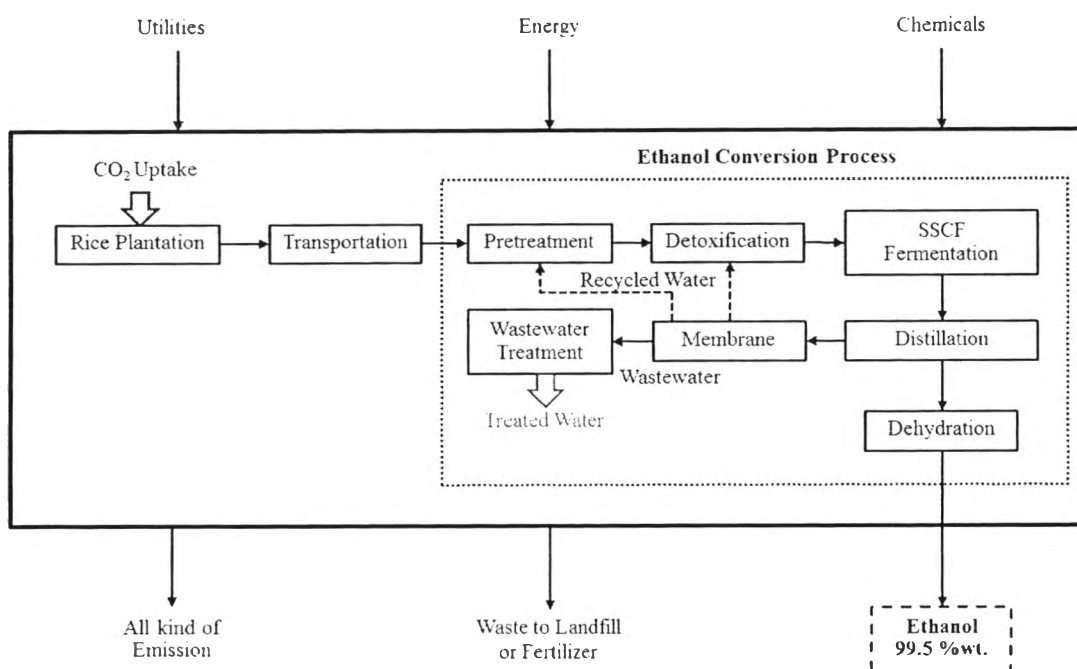 Utilities
Energy
Chemicals
Ethanol Conversion Process
CO₂ Uptake
Rice Plantation
Transportation
Pretreatment
Detoxification
SSCF
Fermentation
Recycled Water
Wastewater
Treatment
Membrane
Distillation
Wastewater
Treated Water
Dehydration
All kind of
Emission
Waste to Landfill
or Fertilizer
Ethanol
99.5 %wt.